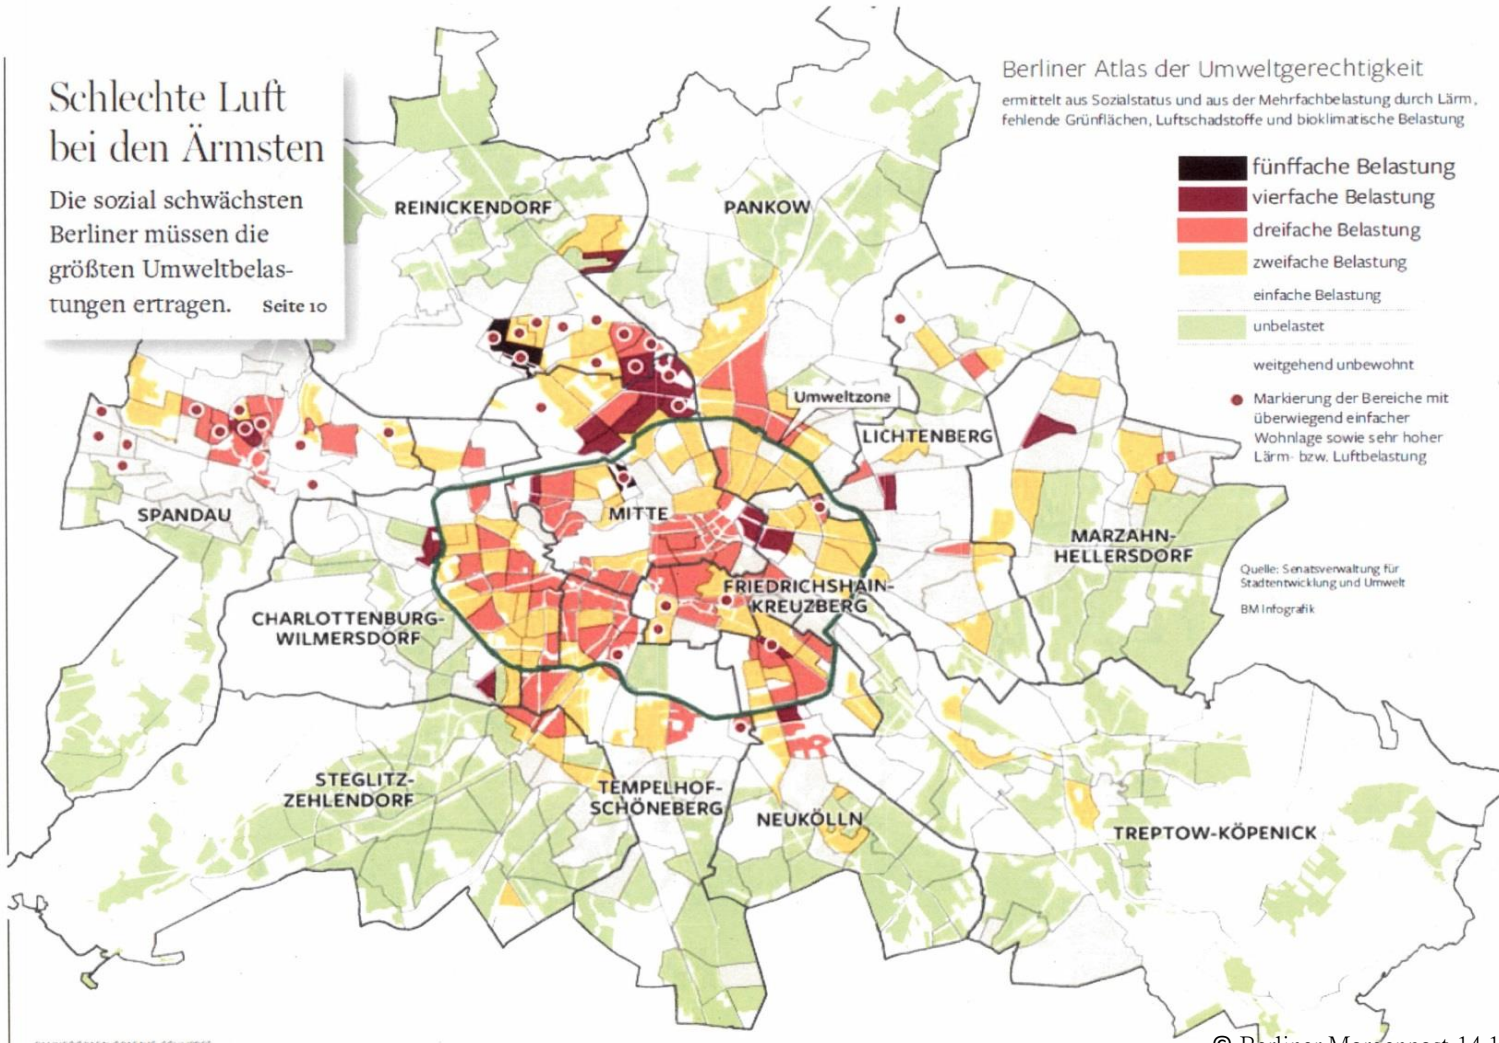 Schlechte Luft
bei den Ärmsten
Die sozial schwächsten
Berliner müssen die
größten Umweltbelas-
tungen ertragen. Seite 10
Berliner Atlas der Umweltgerechtigkeit
ermittelt aus Sozialstatus und aus der Mehrfachbelastung durch Lärm,
fehlende Grünflächen, Luftschadstoffe und bioklimatische Belastung
fünffache Belastung
vierfache Belastung
dreifache Belastung
zweifache Belastung
einfache Belastung
unbelastet
weitgehend unbewohnt
Markierung der Bereiche mit
überwiegend einfacher
Wohnlage sowie sehr hoher
Lärm- bzw. Luftbelastung
REINICKENDORF
PANKOW
Umweltzone
LICHTENBERG
SPANDAU
MITTE
MARZAHN-
HELLERSDORF
Quelle: Senatsverwaltung für
Stadtentwicklung und Umwelt
BM Infografik
FRIEDRICHSHAIN-
KREUZBERG
CHARLOTTENBURG-
WILMERSDORF
STEGLITZ-
ZEHLENDORF
TEMPELHOF-
SCHÖNEBERG
NEUKÖLLN
TREPTOW-KÖPENICK
© Berliner Morgenpost 14.1